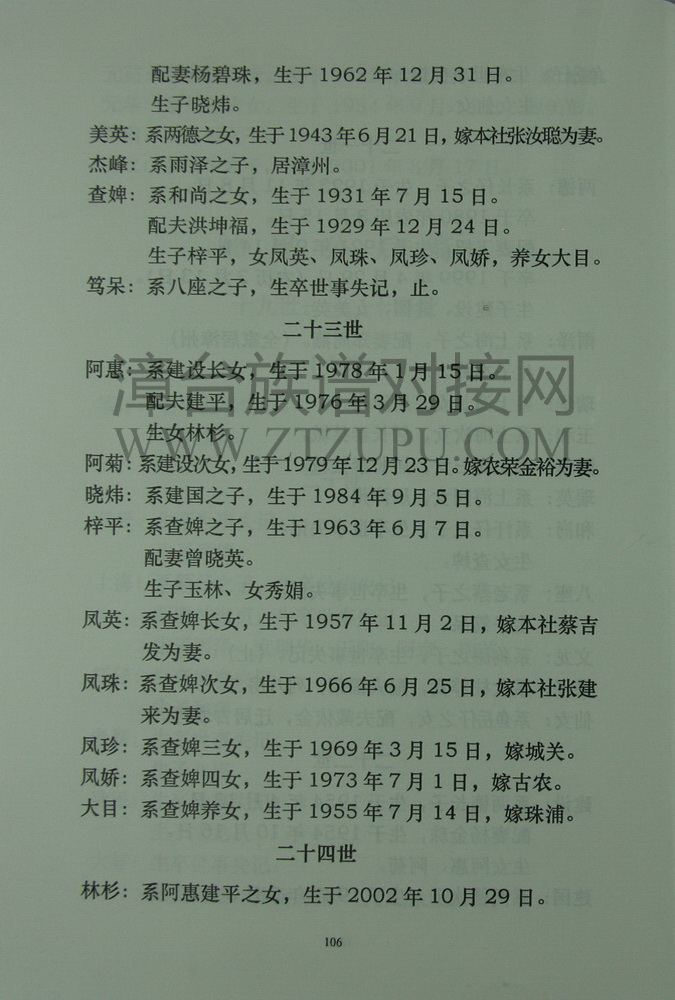 配妻杨碧珠，生于1962年12月31日。
生子晓炜。
美英：系两德之女，生于1943年6月21日，嫁本社张汝聪为妻。
杰峰：系雨泽之子，居漳州。
查婢：系和尚之女，生于1931年7月15日。
配夫洪坤福，生于1929年12月24日。
生子梓平，女凤英、凤珠、凤珍、凤娇，养女大目。
笃呆：系八座之子，生卒世事失记，止。
二十三世
阿惠：系建设长女，生于1978年1月15日。
配夫建平，生于1976年3月29日。
生女林杉。
阿菊：系建设次女，生于1979年12月23日。嫁农荣金裕为妻。
晓炜：系建国之子，生于1984年9月5日。
梓平：系查婢之子，生于1963年6月7日。
配妻曾晓英。
生子玉林、女秀娟。
凤英：系查婢长女，生于1957年11月2日，嫁本社蔡吉
发为妻。
凤珠：系查婢次女，生于1966年6月25日，嫁本社张建
来为妻。
凤珍：系查婢三女，生于1969年3月15日，嫁城关。
凤娇：系查婢四女，生于1973年7月1日，嫁古农。
大目：系查婢养女，生于1955年7月14日，嫁珠浦。
二十四世
林杉：系阿惠建平之女，生于2002年10月29日。
106
漳台族谱对接网
WWW.ZTZUPU.COM